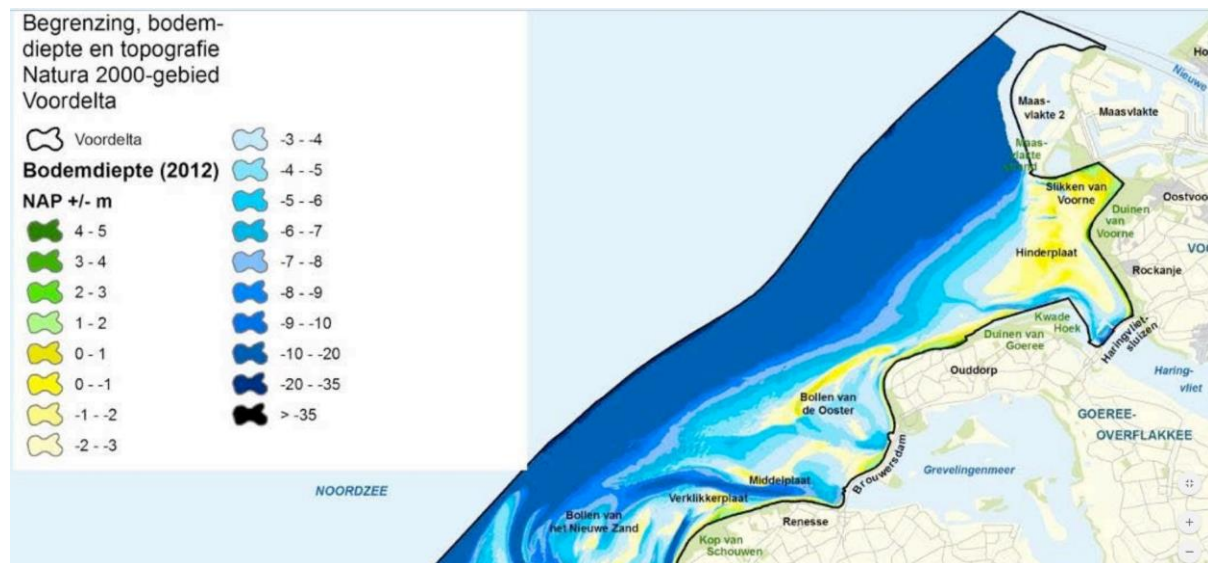 Begrenzing, bodem-
diepte en topografie
Natura 2000-gebied
Voordelta
Voordelta
Bodemdiepte (2012)
NAP +/- m
4 - 5
3 - 4
2 - 3
1 - 2
0 - 1
0 - -1
-1 - -2
-2 - -3
-3 - -4
-4 - -5
-5 - -6
-6 - -7
-7 - -8
-8 - -9
-9 - -10
-10 - -20
-20 - -35
> -35
Nieuwe
Maas-
vlakte 2
Maasvlakte
Maas-
vlakte
Slikken van
Voorne
Oostvoo
Duinen
van
Voorne
Hinderplaat
Rockanje
Kwade
Hoek
Duinen van
Goeree
Haringvliet-
sluizen
Haring-
vliet
Ouddorp
Bollen van
de Ooster
GOEREE-
OVERFLAKKEE
Brouwersdam
Grevelingenmeer
Middelplaat
Verklikkerplaat
NOORDZEE
Bollen van
het Nieuwe Zand
Renesse
Kop van
Schouwen